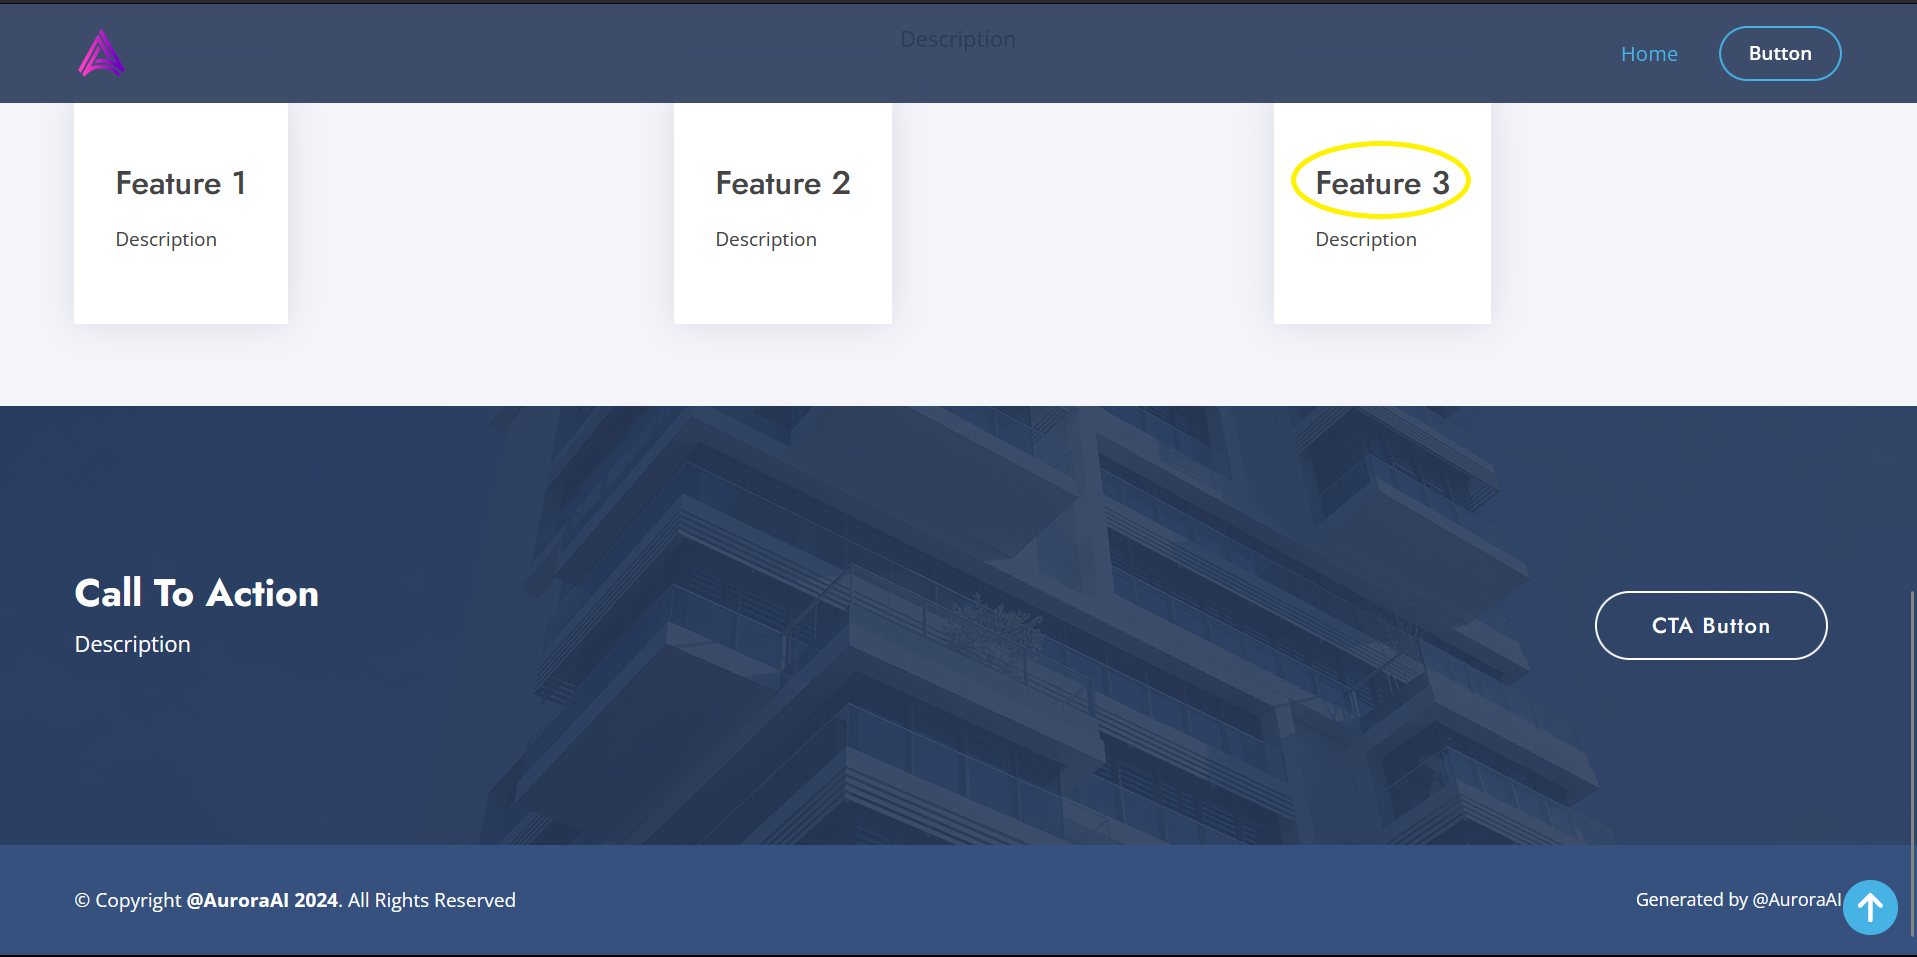 Description
Home
Button
Feature 1
Description
Feature 2
Description
Feature 3
Description
Call To Action
Description
CTA Button
© Copyright @AuroraAI 2024. All Rights Reserved
Generated by @AuroraAI